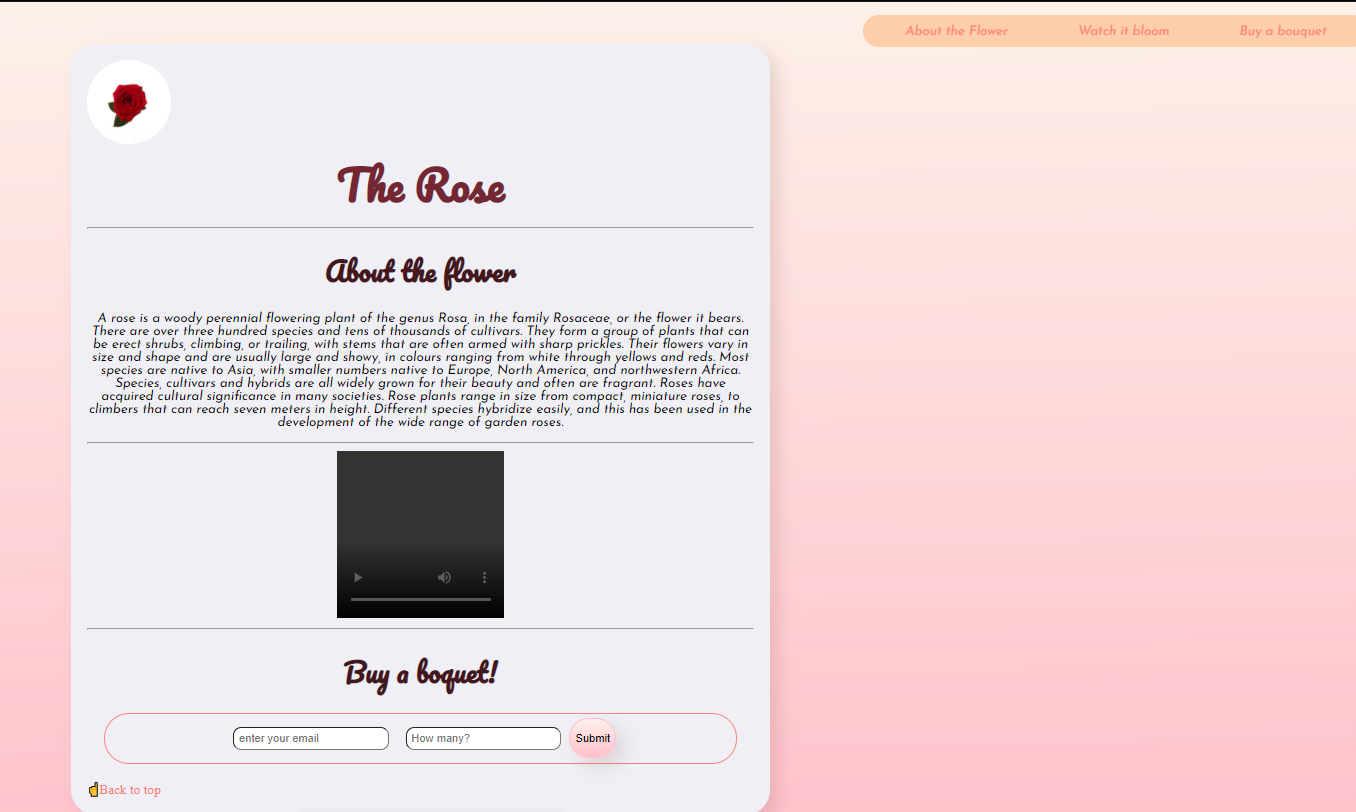 About the Flower
Watch it bloom
Buy a bouquet
The Rose
About the flower
A rose is a woody perennial flowering plant of the genus Rosa, in the family Rosaceae, or the flower it bears.
There are over three hundred species and tens of thousands of cultivars. They form a group of plants that can
be erect shrubs, climbing, or trailing, with stems that are often armed with sharp prickles. Their flowers vary in
size and shape and are usually large and showy, in colours ranging from white through yellows and reds. Most
species are native to Asia, with smaller numbers native to Europe, North America, and northwestern Africa.
Species, cultivars and hybrids are all widely grown for their beauty and often are fragrant. Roses have
acquired cultural significance in many societies. Rose plants range in size from compact, miniature roses, to
climbers that can reach seven meters in height. Different species hybridize easily, and this has been used in the
development of the wide range of garden roses.
Buy a boquet!
enter your email
How many?
Submit
☝Back to top